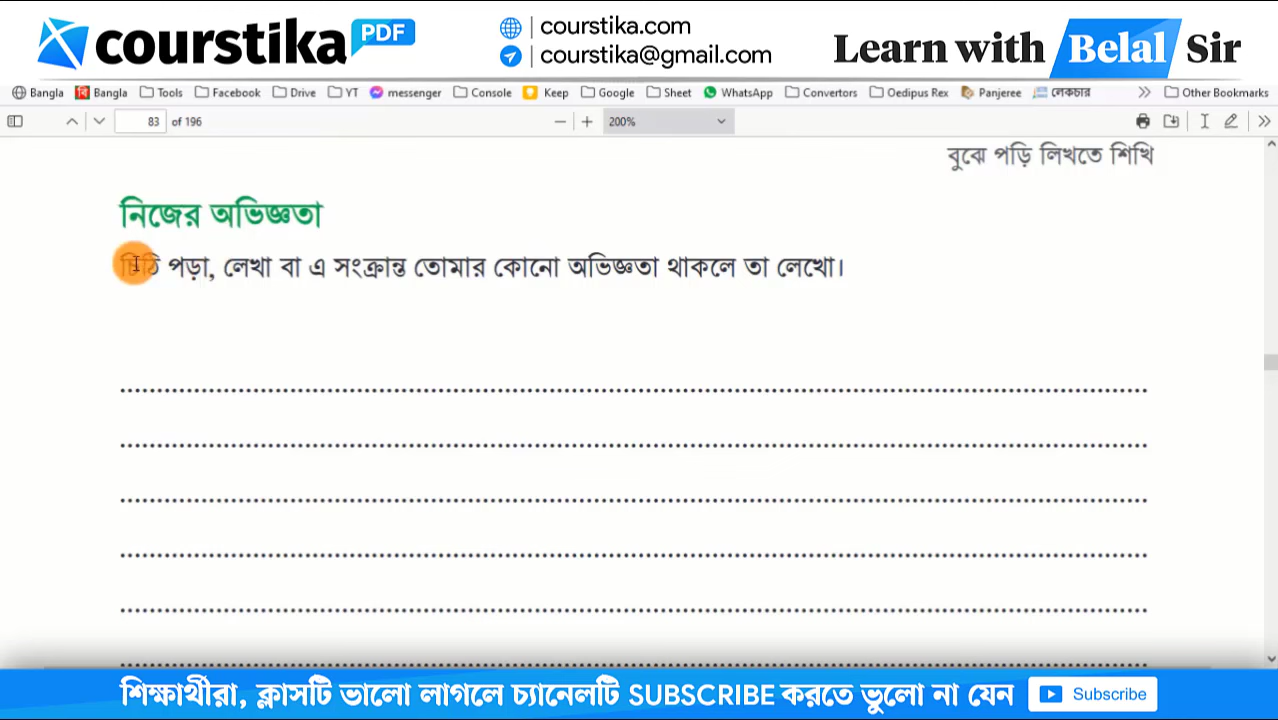 courstika PDF
courstika.com
courstika@gmail.com
Learn with Belal Sir
Bangla Bangla Tools Facebook Drive YT messenger Console Keep Google Sheet WhatsApp Convertors Oedipus Rex Panjeree লেকচার Other Bookmarks
83 of 196 200%
বুঝে পড়ি লিখতে শিখি
নিজের অভিজ্ঞতা
চিঠি পড়া, লেখা বা এ সংক্রান্ত তোমার কোনো অভিজ্ঞতা থাকলে তা লেখো।
শিক্ষার্থীরা, ক্লাসটি ভালো লাগলে চ্যানেলটি SUBSCRIBE করতে ভুলো না যেন Subscribe